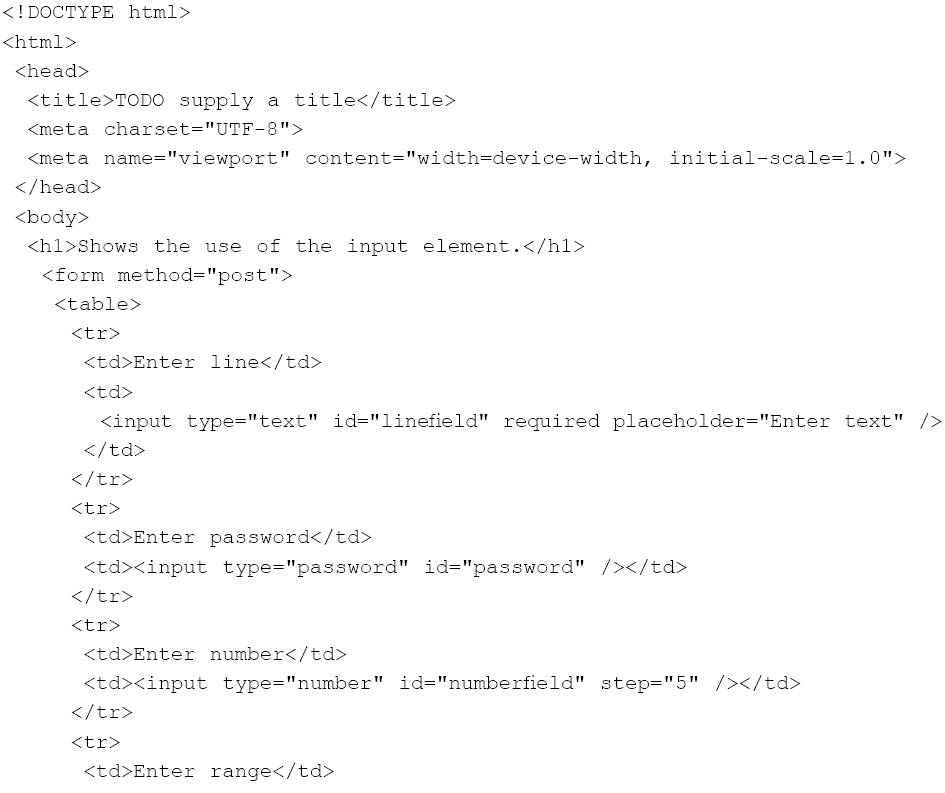 <!DOCTYPE html>
<html>
<head>
<title>TODO supply a title</title>
<meta charset="UTF-8">
<meta name="viewport" content="width=device-width, initial-scale=1.0">
</head>
<body>
<h1>Shows the use of the input element.</h1>
<form method="post">
<table>
<tr>
<td>Enter line</td>
<td>
<input type="text" id="linefield" required placeholder="Enter text" />
</td>
</tr>
<tr>
<td>Enter password</td>
<td><input type="password" id="password" /></td>
</tr>
<tr>
<td>Enter number</td>
<td><input type="number" id="numberfield" step="5" /></td>
</tr>
<tr>
<td>Enter range</td>